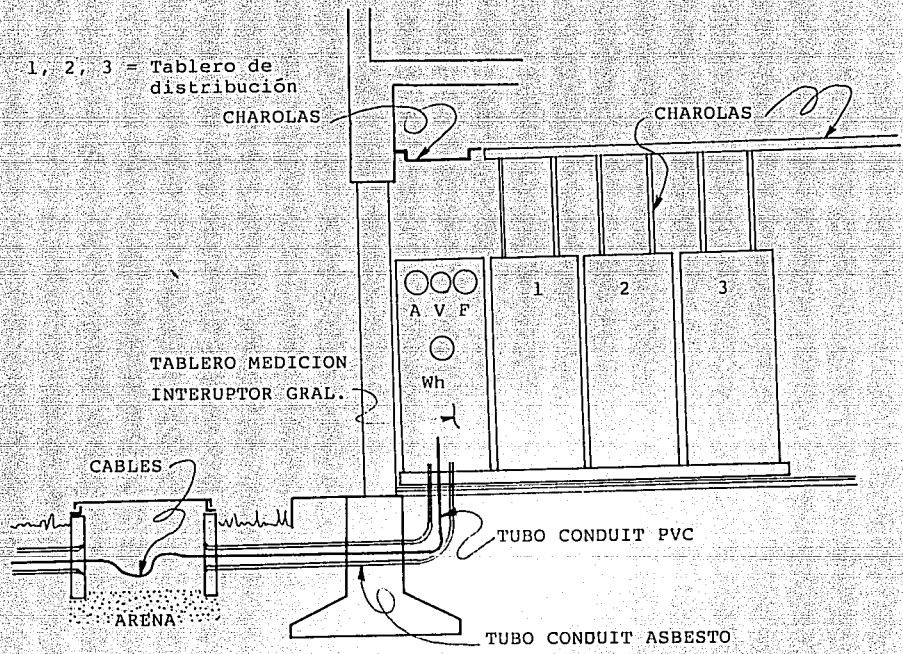 1, 2, 3 = Tablero de
distribución
CHAROLAS
CHAROLAS
1
2
3
A V F
Wh
TABLERO MEDICION
INTERUPTOR GRAL.
CABLES
TUBO CONDUIT PVC
ARENA
TUBO CONDUIT ASBESTO